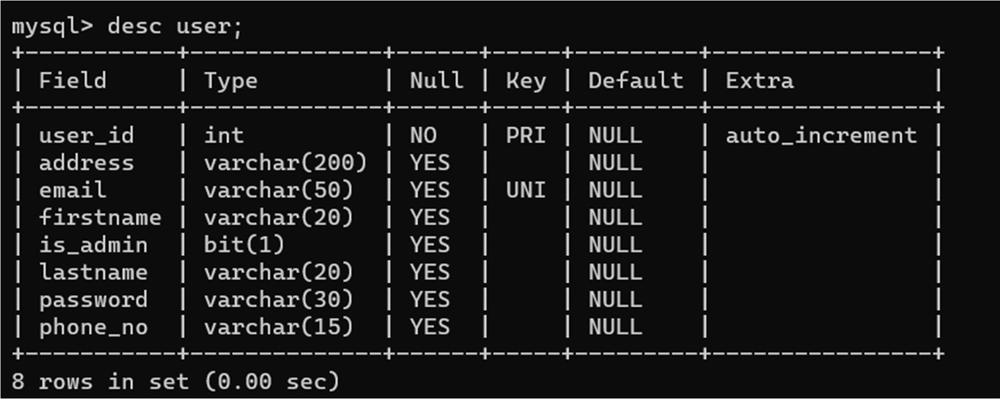 mysql> desc user;
+-----------+--------------+------+-----+---------+----------------+
| Field     | Type         | Null | Key | Default | Extra          |
+-----------+--------------+------+-----+---------+----------------+
| user_id   | int          | NO   | PRI | NULL    | auto_increment |
| address   | varchar(200) | YES  |     | NULL    |                |
| email     | varchar(50)  | YES  | UNI | NULL    |                |
| firstname | varchar(20)  | YES  |     | NULL    |                |
| is_admin  | bit(1)       | YES  |     | NULL    |                |
| lastname  | varchar(20)  | YES  |     | NULL    |                |
| password  | varchar(30)  | YES  |     | NULL    |                |
| phone_no  | varchar(15)  | YES  |     | NULL    |                |
+-----------+--------------+------+-----+---------+----------------+
8 rows in set (0.00 sec)